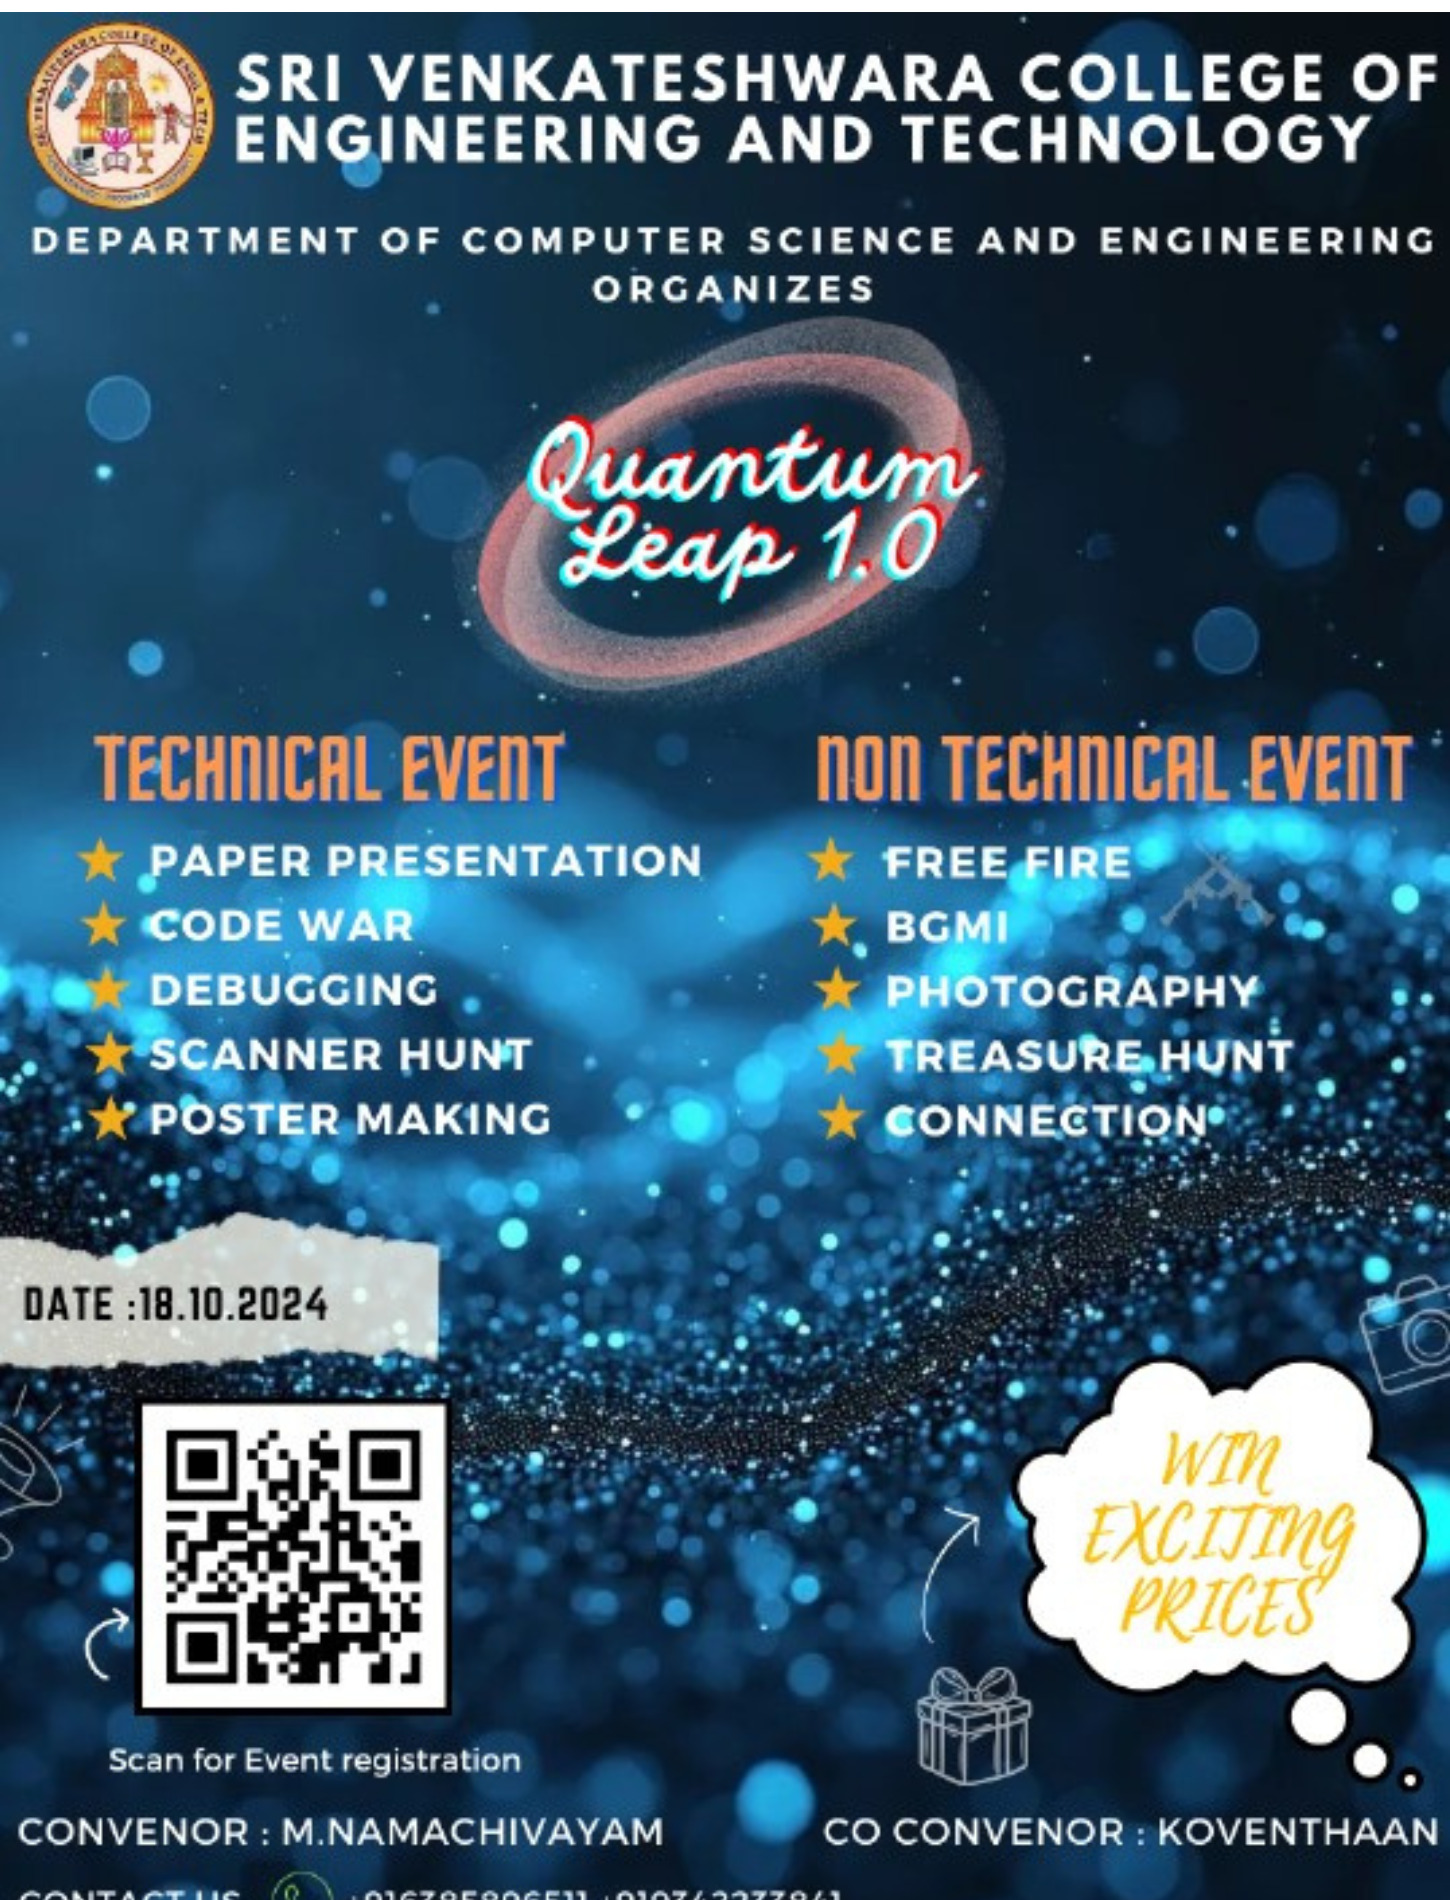 SRI VENKATESHWARA COLLEGE OF
ENGINEERING AND TECHNOLOGY
DEPARTMENT OF COMPUTER SCIENCE AND ENGINEERING
ORGANIZES
Quantum
Leap 1.0
TECHNICAL EVENT
PAPER PRESENTATION
CODE WAR
DEBUGGING
SCANNER HUNT
POSTER MAKING
NON TECHNICAL EVENT
FREE FIRE
BGMI
PHOTOGRAPHY
TREASURE HUNT
CONNECTION
DATE :18.10.2024
WIN
EXCITING
PRICES
Scan for Event registration
CONVENOR : M.NAMACHIVAYAM
CO CONVENOR : KOVENTHAAN
CONTACT US